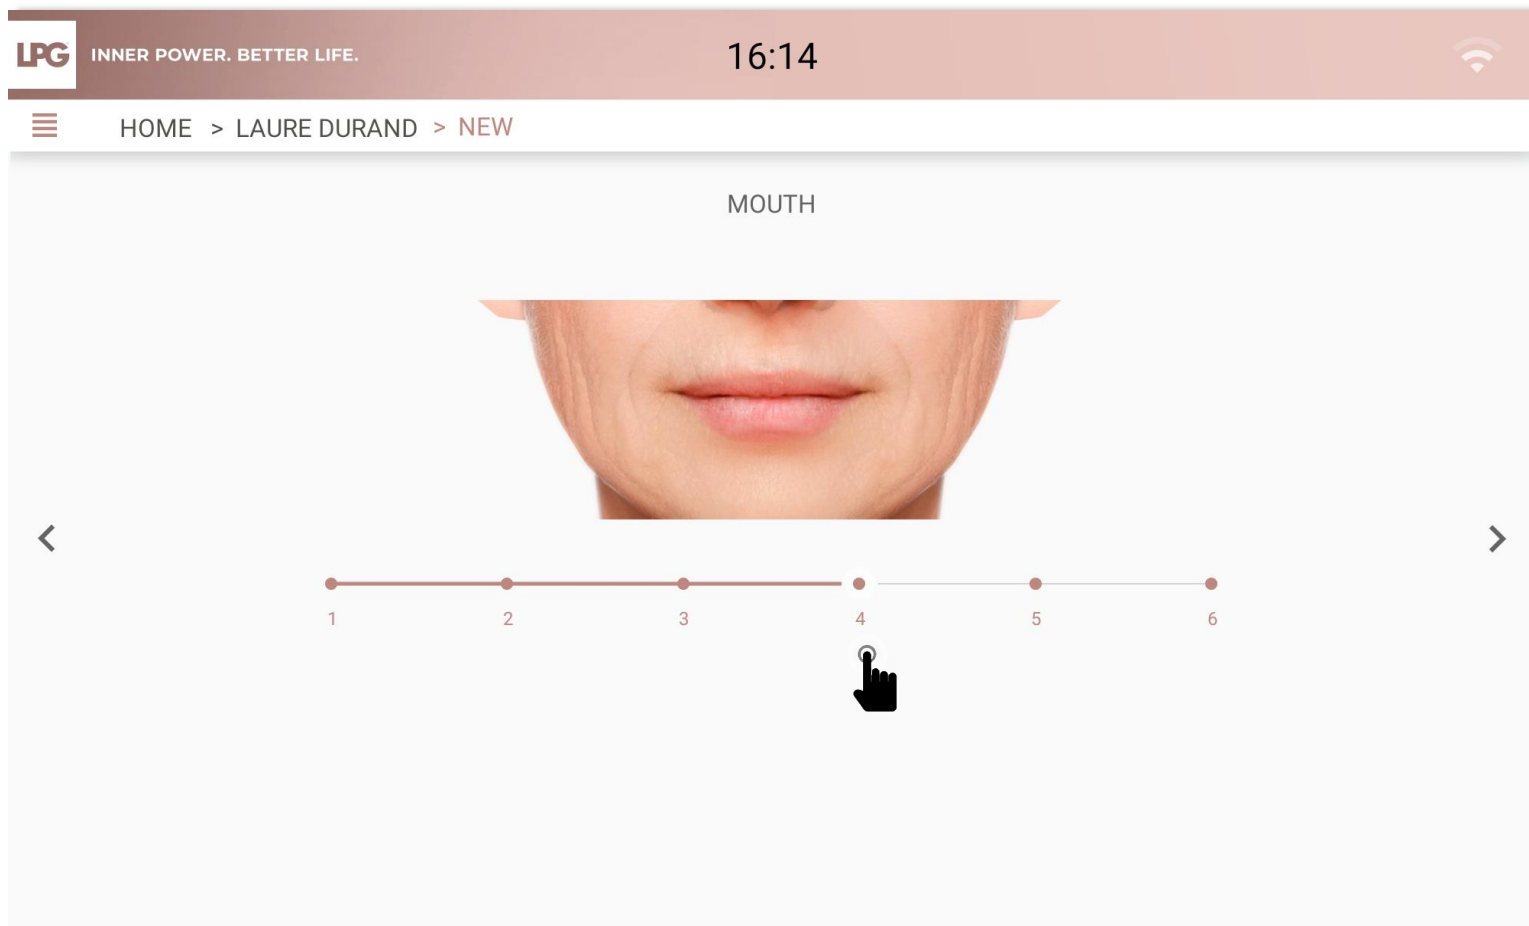 LPG INNER POWER. BETTER LIFE. 16:14
HOME > LAURE DURAND > NEW
MOUTH
1 2 3 4 5 6